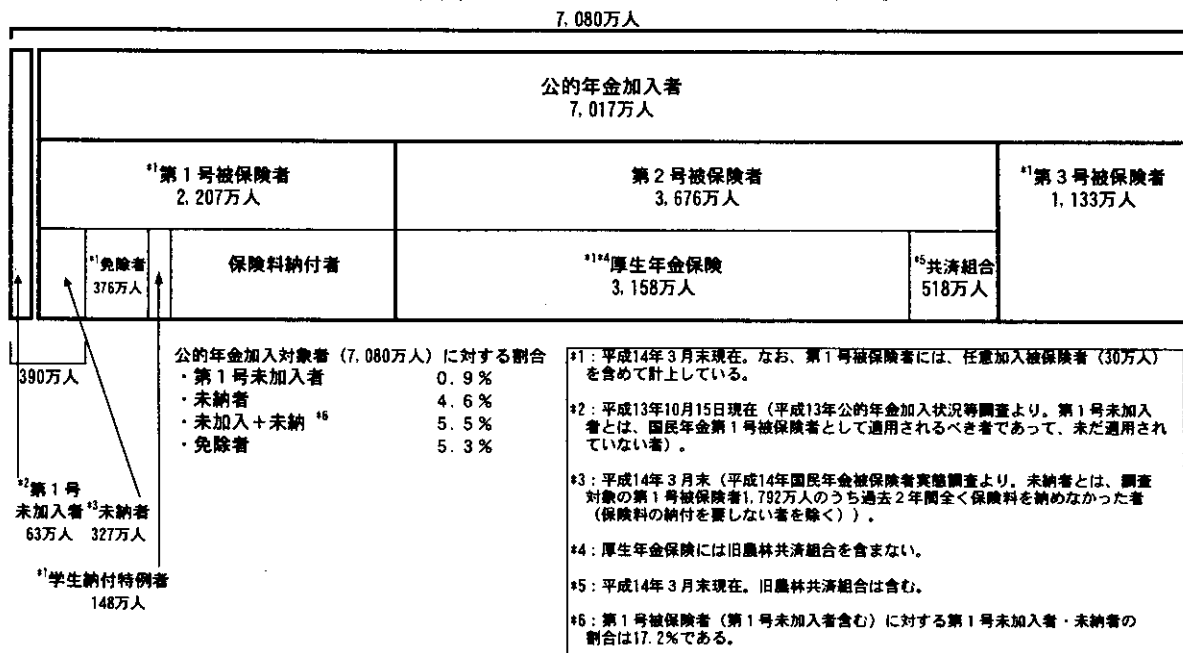 7,080万人
公的年金加入者
7,017万人
*1第1号被保険者
2,207万人
第2号被保険者
3,676万人
*1第3号被保険者
1,133万人
*1免除者
376万人
保険料納付者
*1*4厚生年金保険
3,158万人
*5共済組合
518万人
390万人
公的年金加入対象者(7,080万人)に対する割合
・第1号未加入者 0.9%
・未納者 4.6%
・未加入+未納 *6 5.5%
・免除者 5.3%
*2第1号
未加入者
63万人
*3未納者
327万人
*1学生納付特例者
148万人
*1:平成14年3月末現在。なお、第1号被保険者には、任意加入被保険者(30万人)
を含めて計上している。
*2:平成13年10月15日現在(平成13年公的年金加入状況等調査より。第1号未加入
者とは、国民年金第1号被保険者として適用されるべき者であって、未だ適用され
ていない者)。
*3:平成14年3月末(平成14年国民年金被保険者実態調査より。未納者とは、調査
対象の第1号被保険者1,792万人のうち過去2年間全く保険料を納めなかった者
(保険料の納付を要しない者を除く))。
*4:厚生年金保険には旧農林共済組合を含まない。
*5:平成14年3月末現在。旧農林共済組合は含む。
*6:第1号被保険者(第1号未加入者含む)に対する第1号未加入者・未納者の
割合は17.2%である。